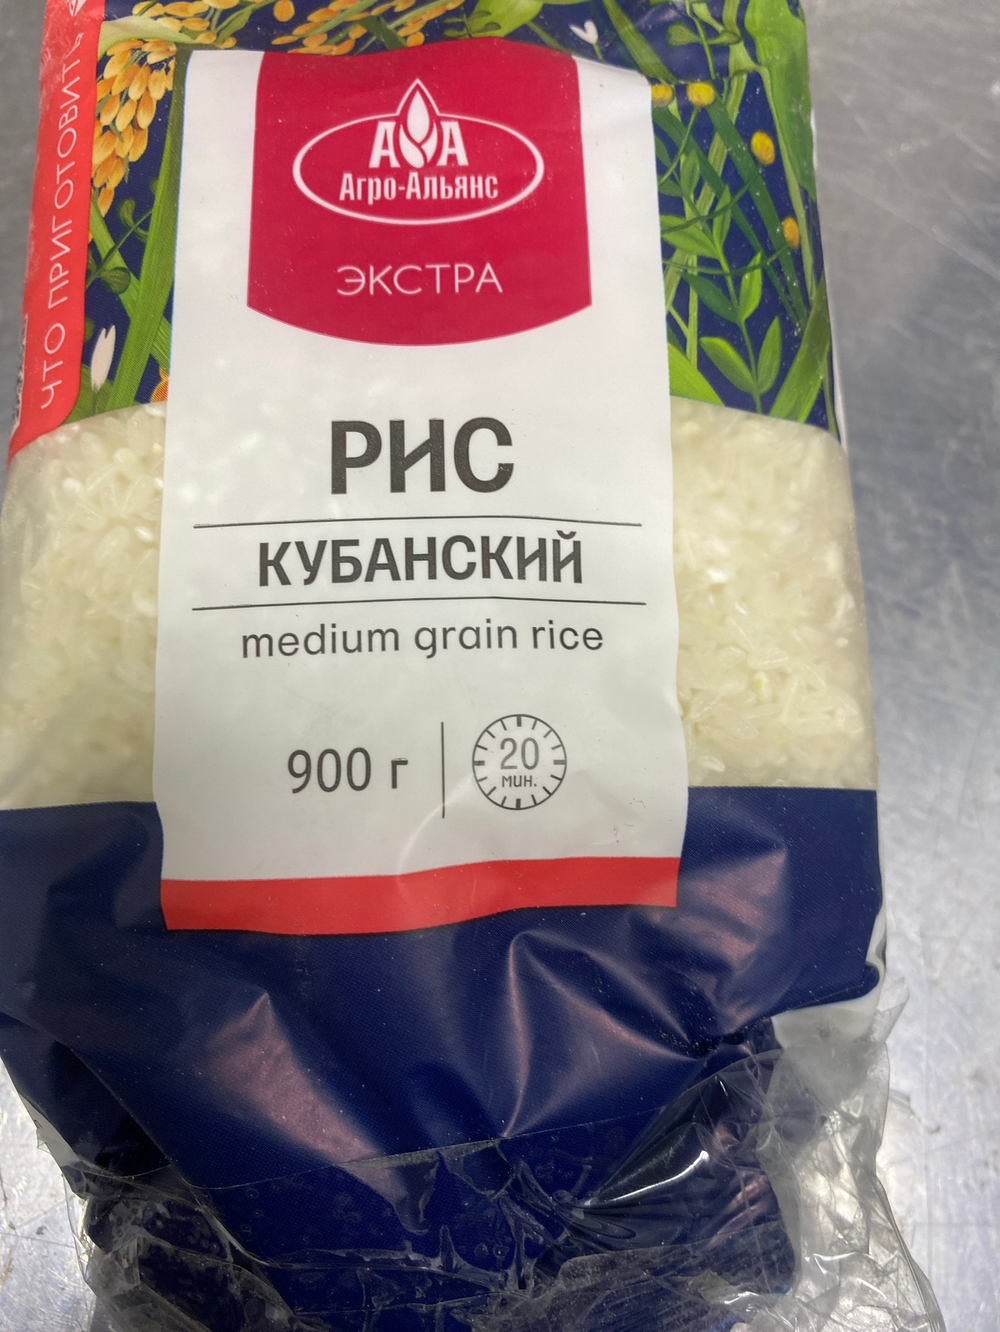 ЧТО ПРИГОТОВИТЬ
АА
Агро-Альянс
ЭКСТРА
РИС
КУБАНСКИЙ
medium grain rice
900 г
20
мин.